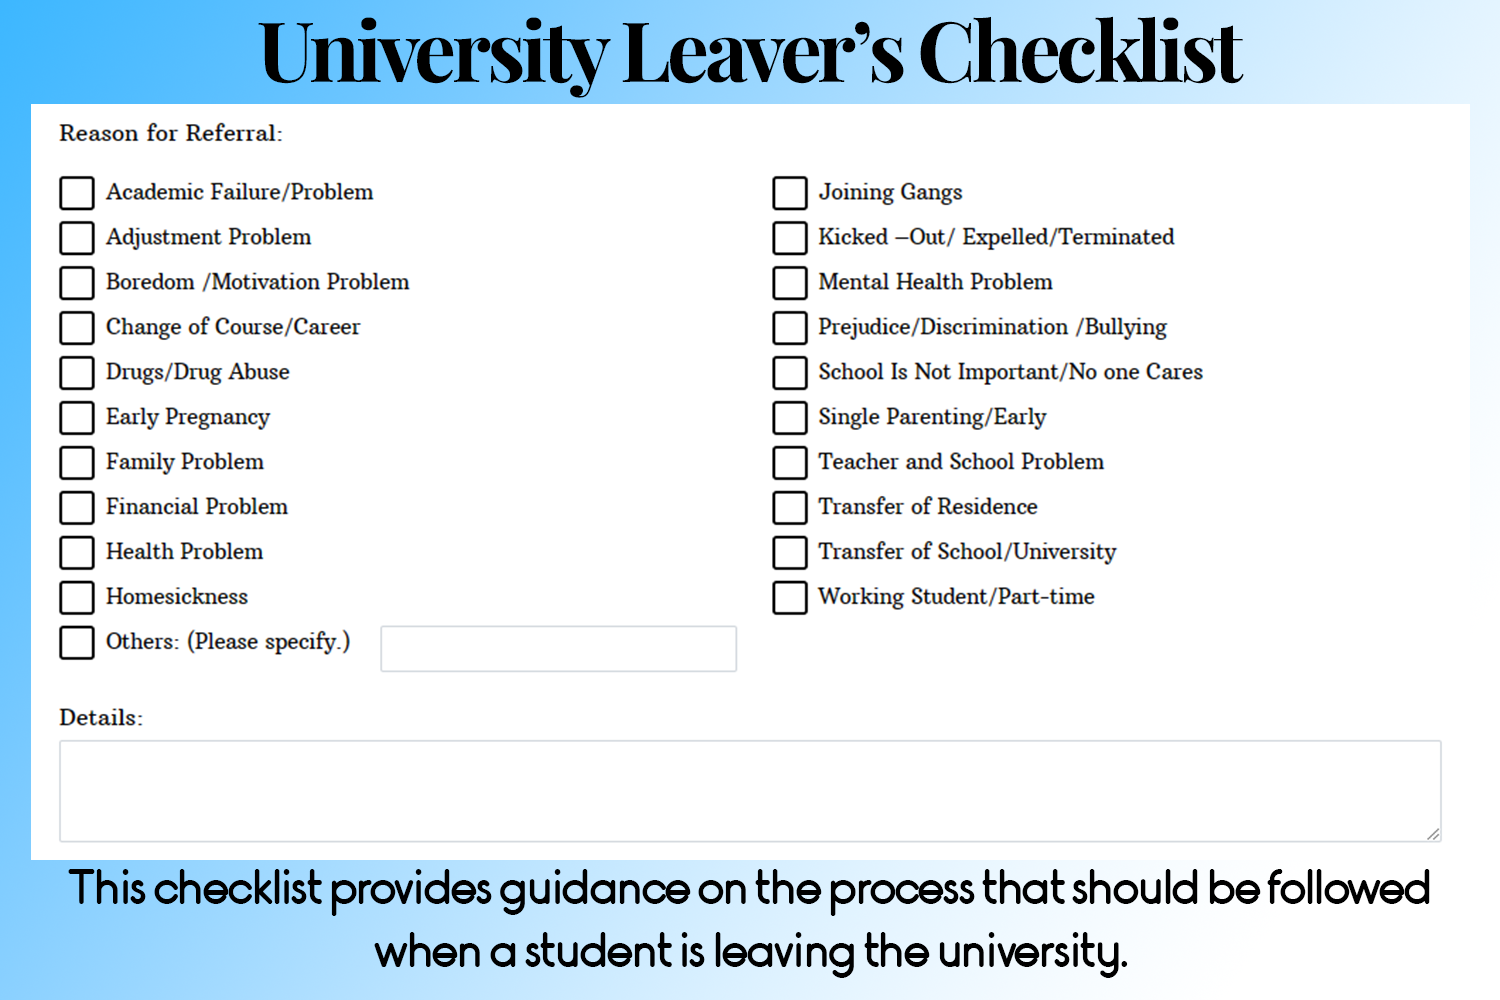 University Leaver’s Checklist
Reason for Referral:
Academic Failure/Problem
Adjustment Problem
Boredom /Motivation Problem
Change of Course/Career
Drugs/Drug Abuse
Early Pregnancy
Family Problem
Financial Problem
Health Problem
Homesickness
Others: (Please specify.)
Joining Gangs
Kicked –Out/ Expelled/Terminated
Mental Health Problem
Prejudice/Discrimination /Bullying
School Is Not Important/No one Cares
Single Parenting/Early
Teacher and School Problem
Transfer of Residence
Transfer of School/University
Working Student/Part-time
Details:
This checklist provides guidance on the process that should be followed
when a student is leaving the university.